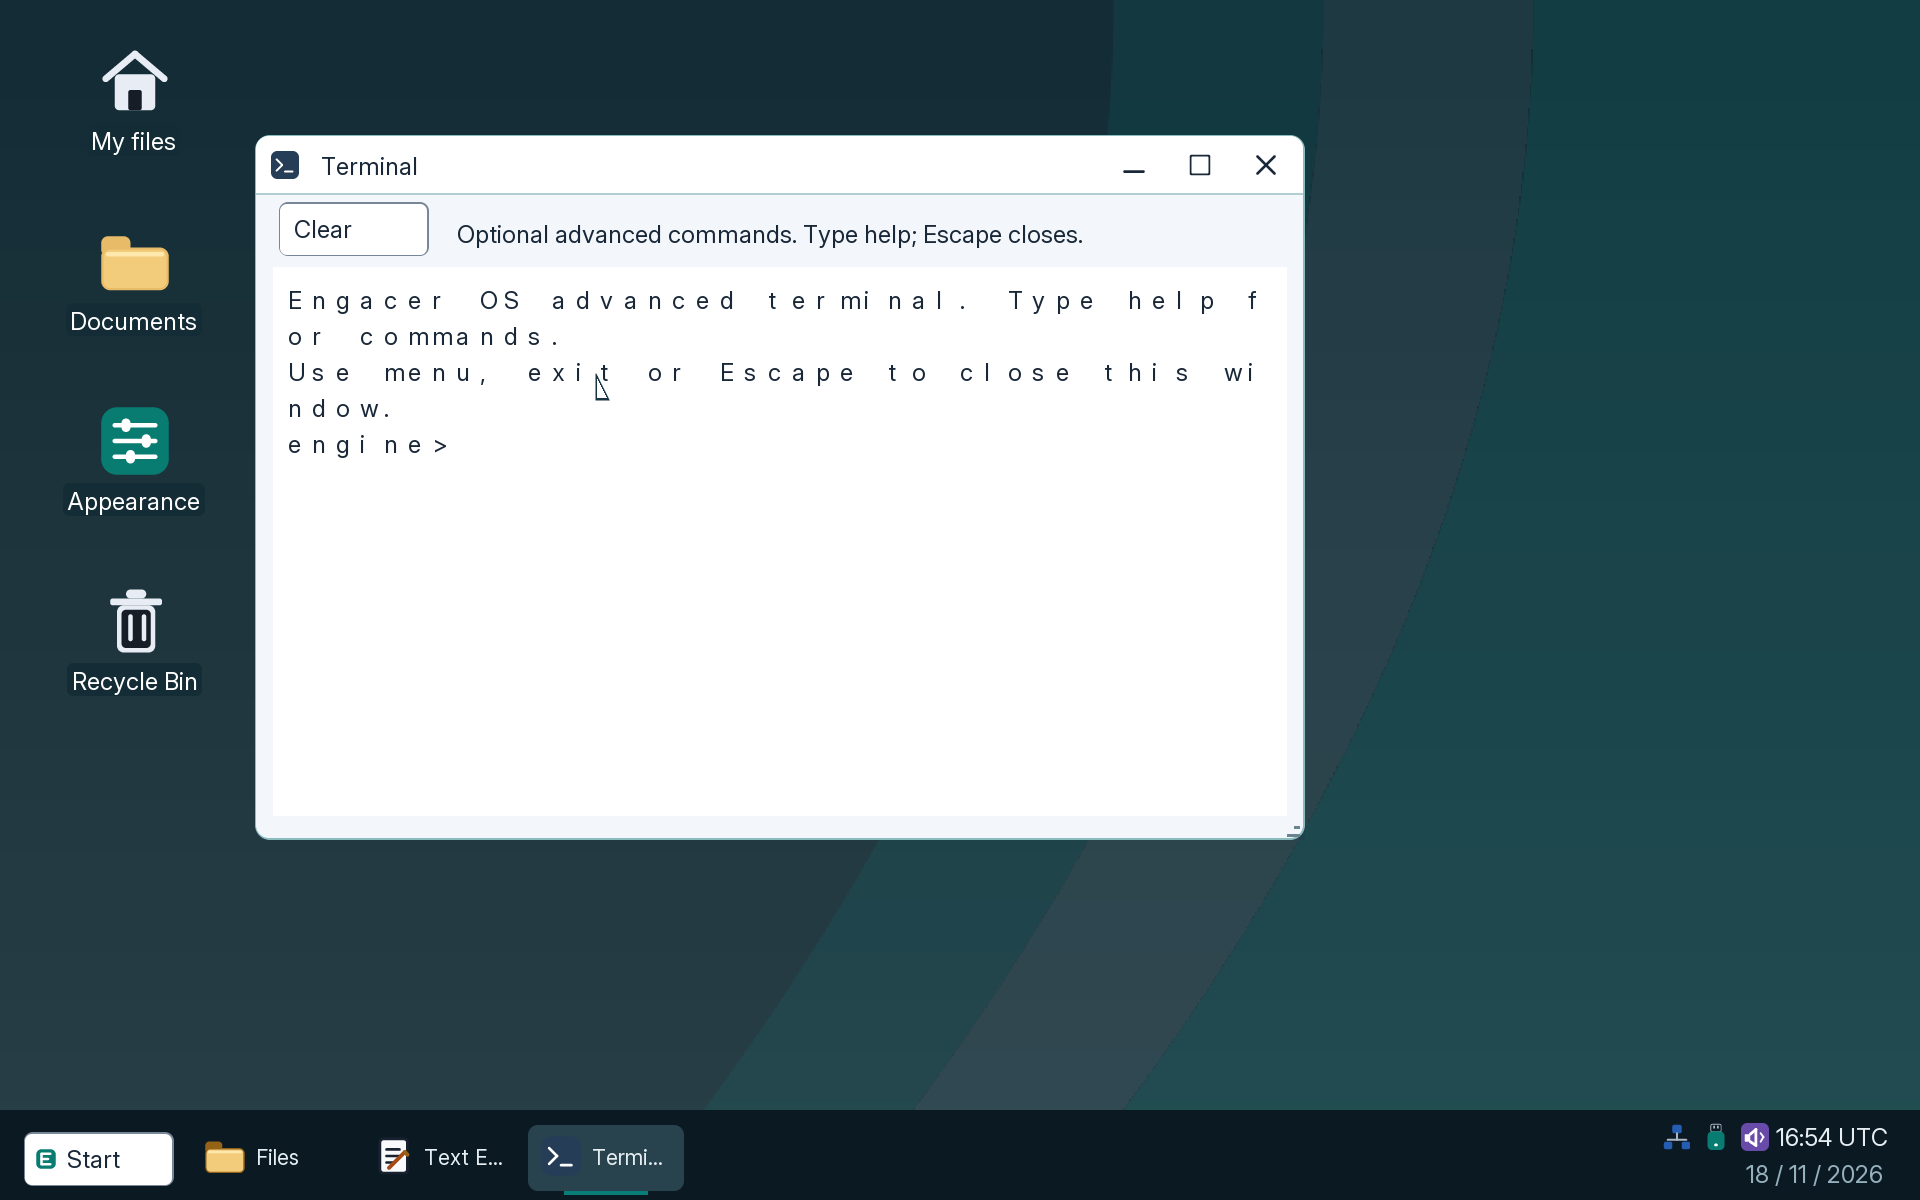 My files
Documents
Appearance
Recycle Bin
Terminal
Clear
Optional advanced commands. Type help; Escape closes.
Engacer OS advanced terminal. Type help f
or commands.
Use menu, exit or Escape to close this wi
ndow.
engine>
Start
Files
Text E...
Termi...
16:54 UTC
18 / 11 / 2026